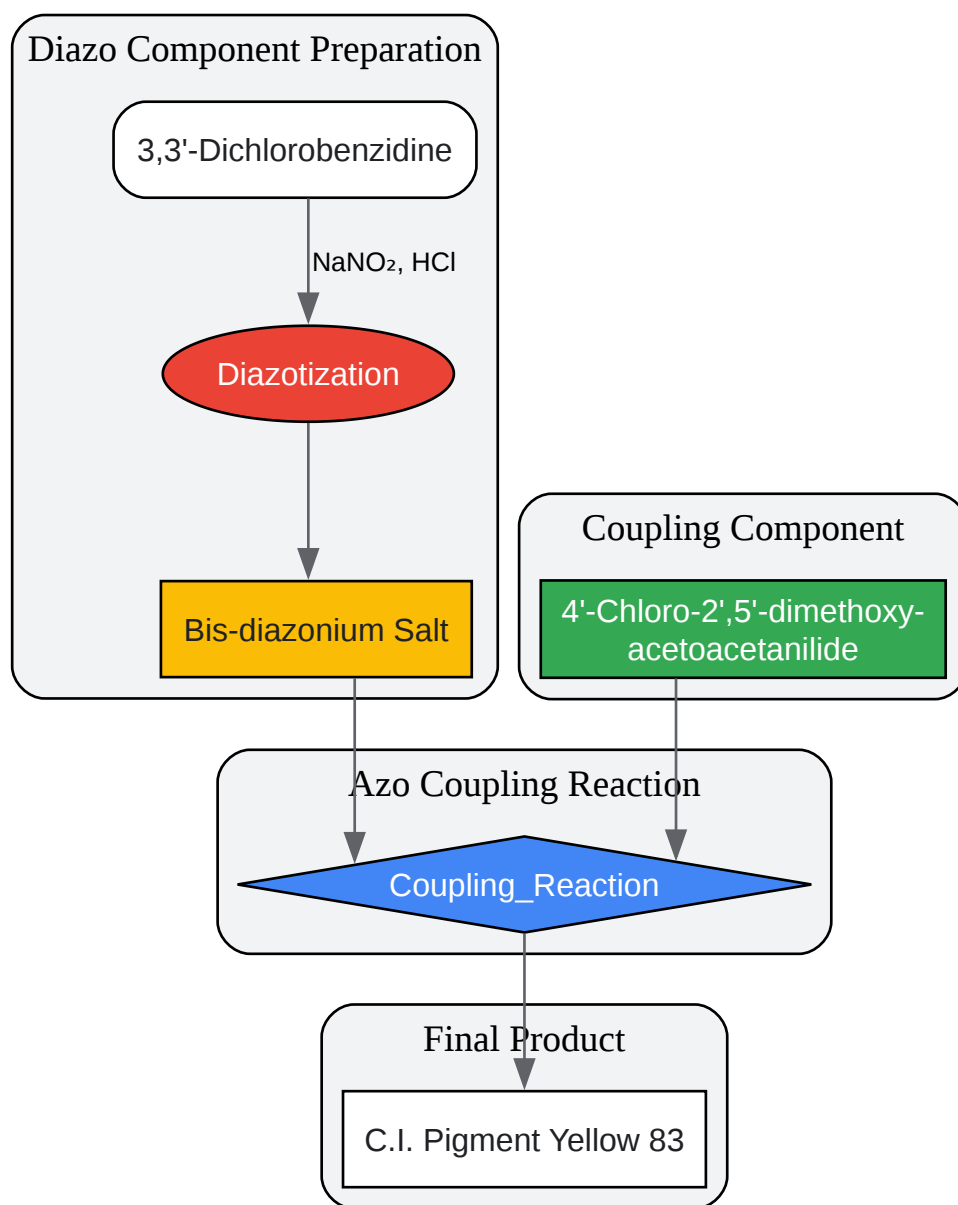 Diazo Component Preparation
3,3'-Dichlorobenzidine
NaNO₂, HCl
Diazotization
Bis-diazonium Salt
Coupling Component
4'-Chloro-2',5'-dimethoxy-
acetoacetanilide
Azo Coupling Reaction
Coupling_Reaction
Final Product
C.I. Pigment Yellow 83